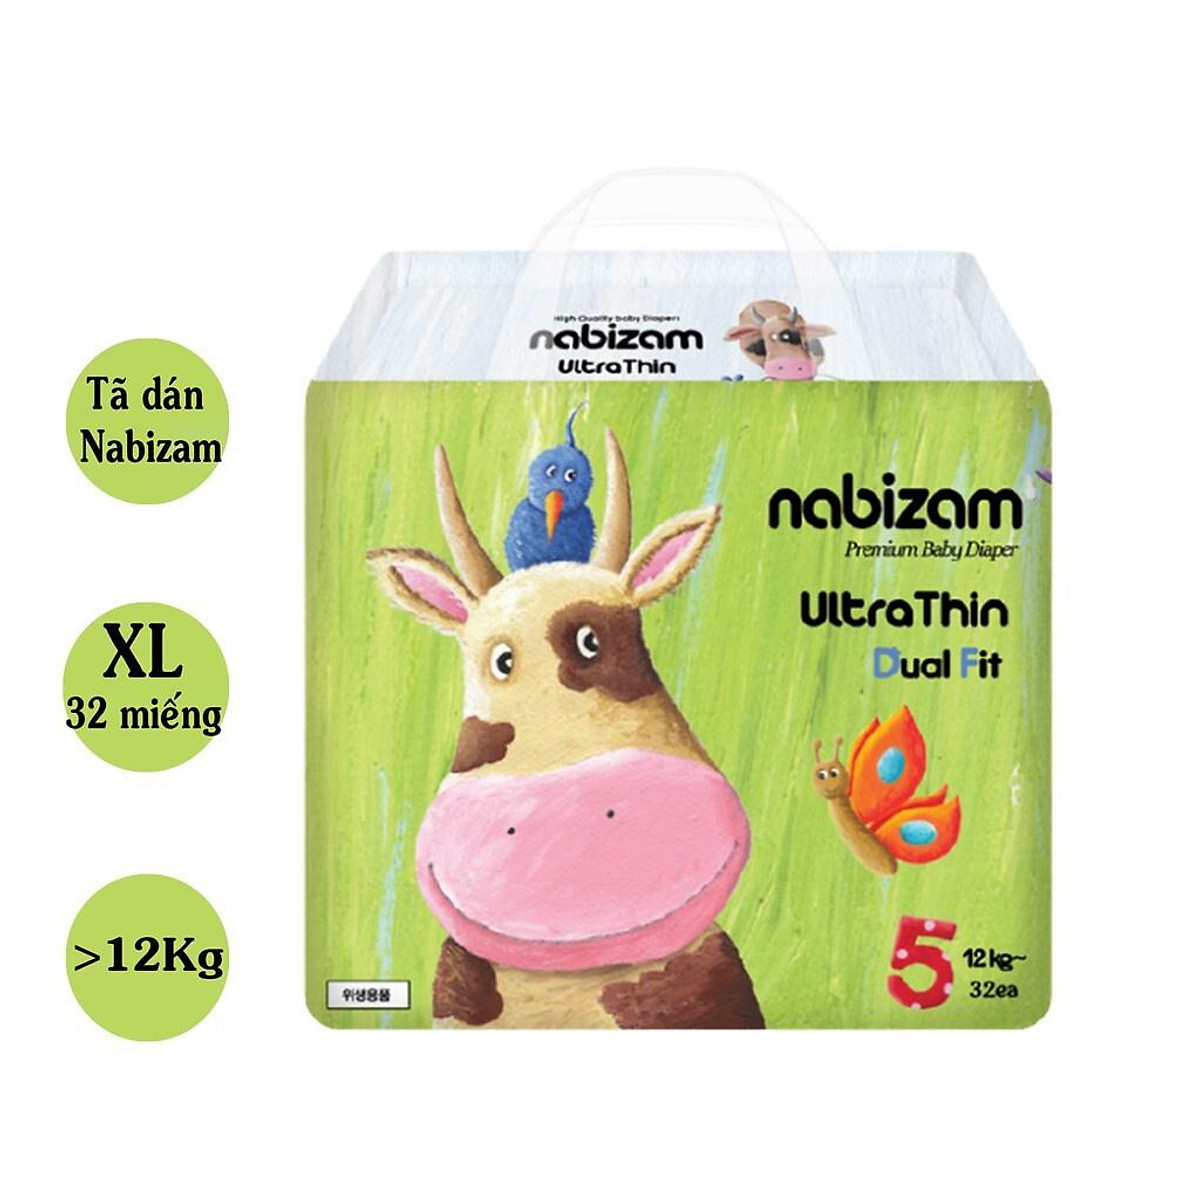 Tã dán
Nabizam
XL
32 miếng
>12Kg
High Quality baby Diapers
nabizam
UltraThin
nabizam
Premium Baby Diaper
UltraThin
Dual Fit
5
12kg~
32ea
위생용품